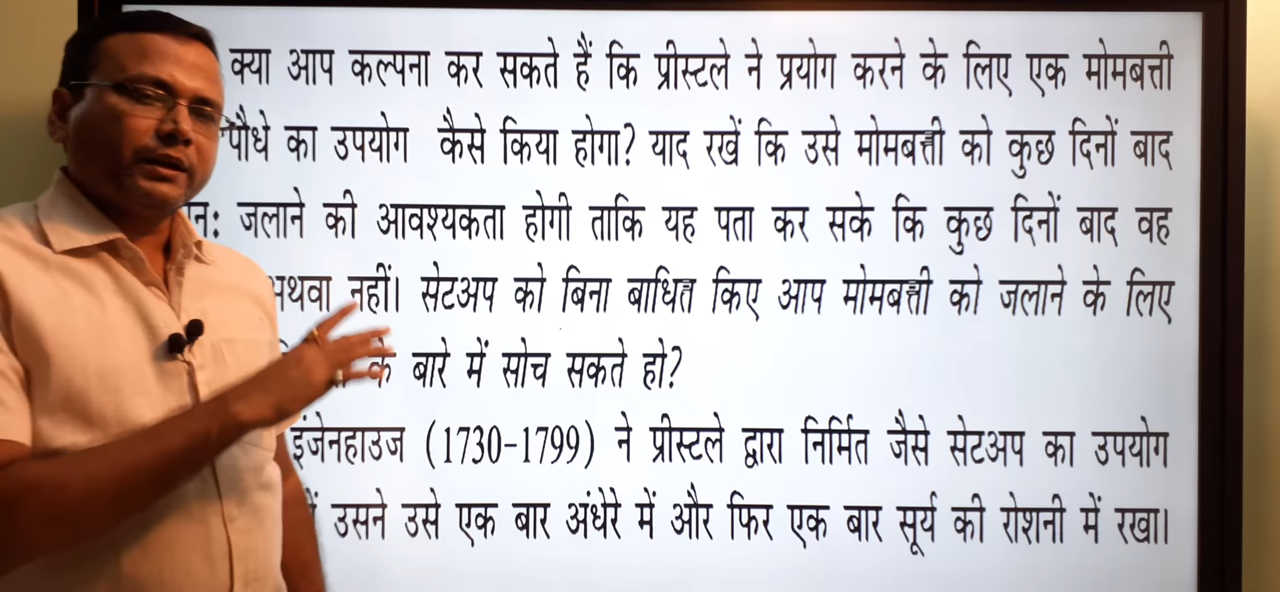 क्या आप कल्पना कर सकते हैं कि प्रीस्टले ने प्रयोग करने के लिए एक मोमबत्ती
पौधे का उपयोग कैसे किया होगा? याद रखें कि उसे मोमबत्ती को कुछ दिनों बाद
जलाने की आवश्यकता होगी ताकि यह पता कर सके कि कुछ दिनों बाद वह
नहीं। सेटअप को बिना बाधित किए आप मोमबत्ती को जलाने के लिए
के बारे में सोच सकते हो?
इंजेनहाउज (1730-1799) ने प्रीस्टले द्वारा निर्मित जैसे सेटअप का उपयोग
उसने उसे एक बार अंधेरे में और फिर एक बार सूर्य की रोशनी में रखा।